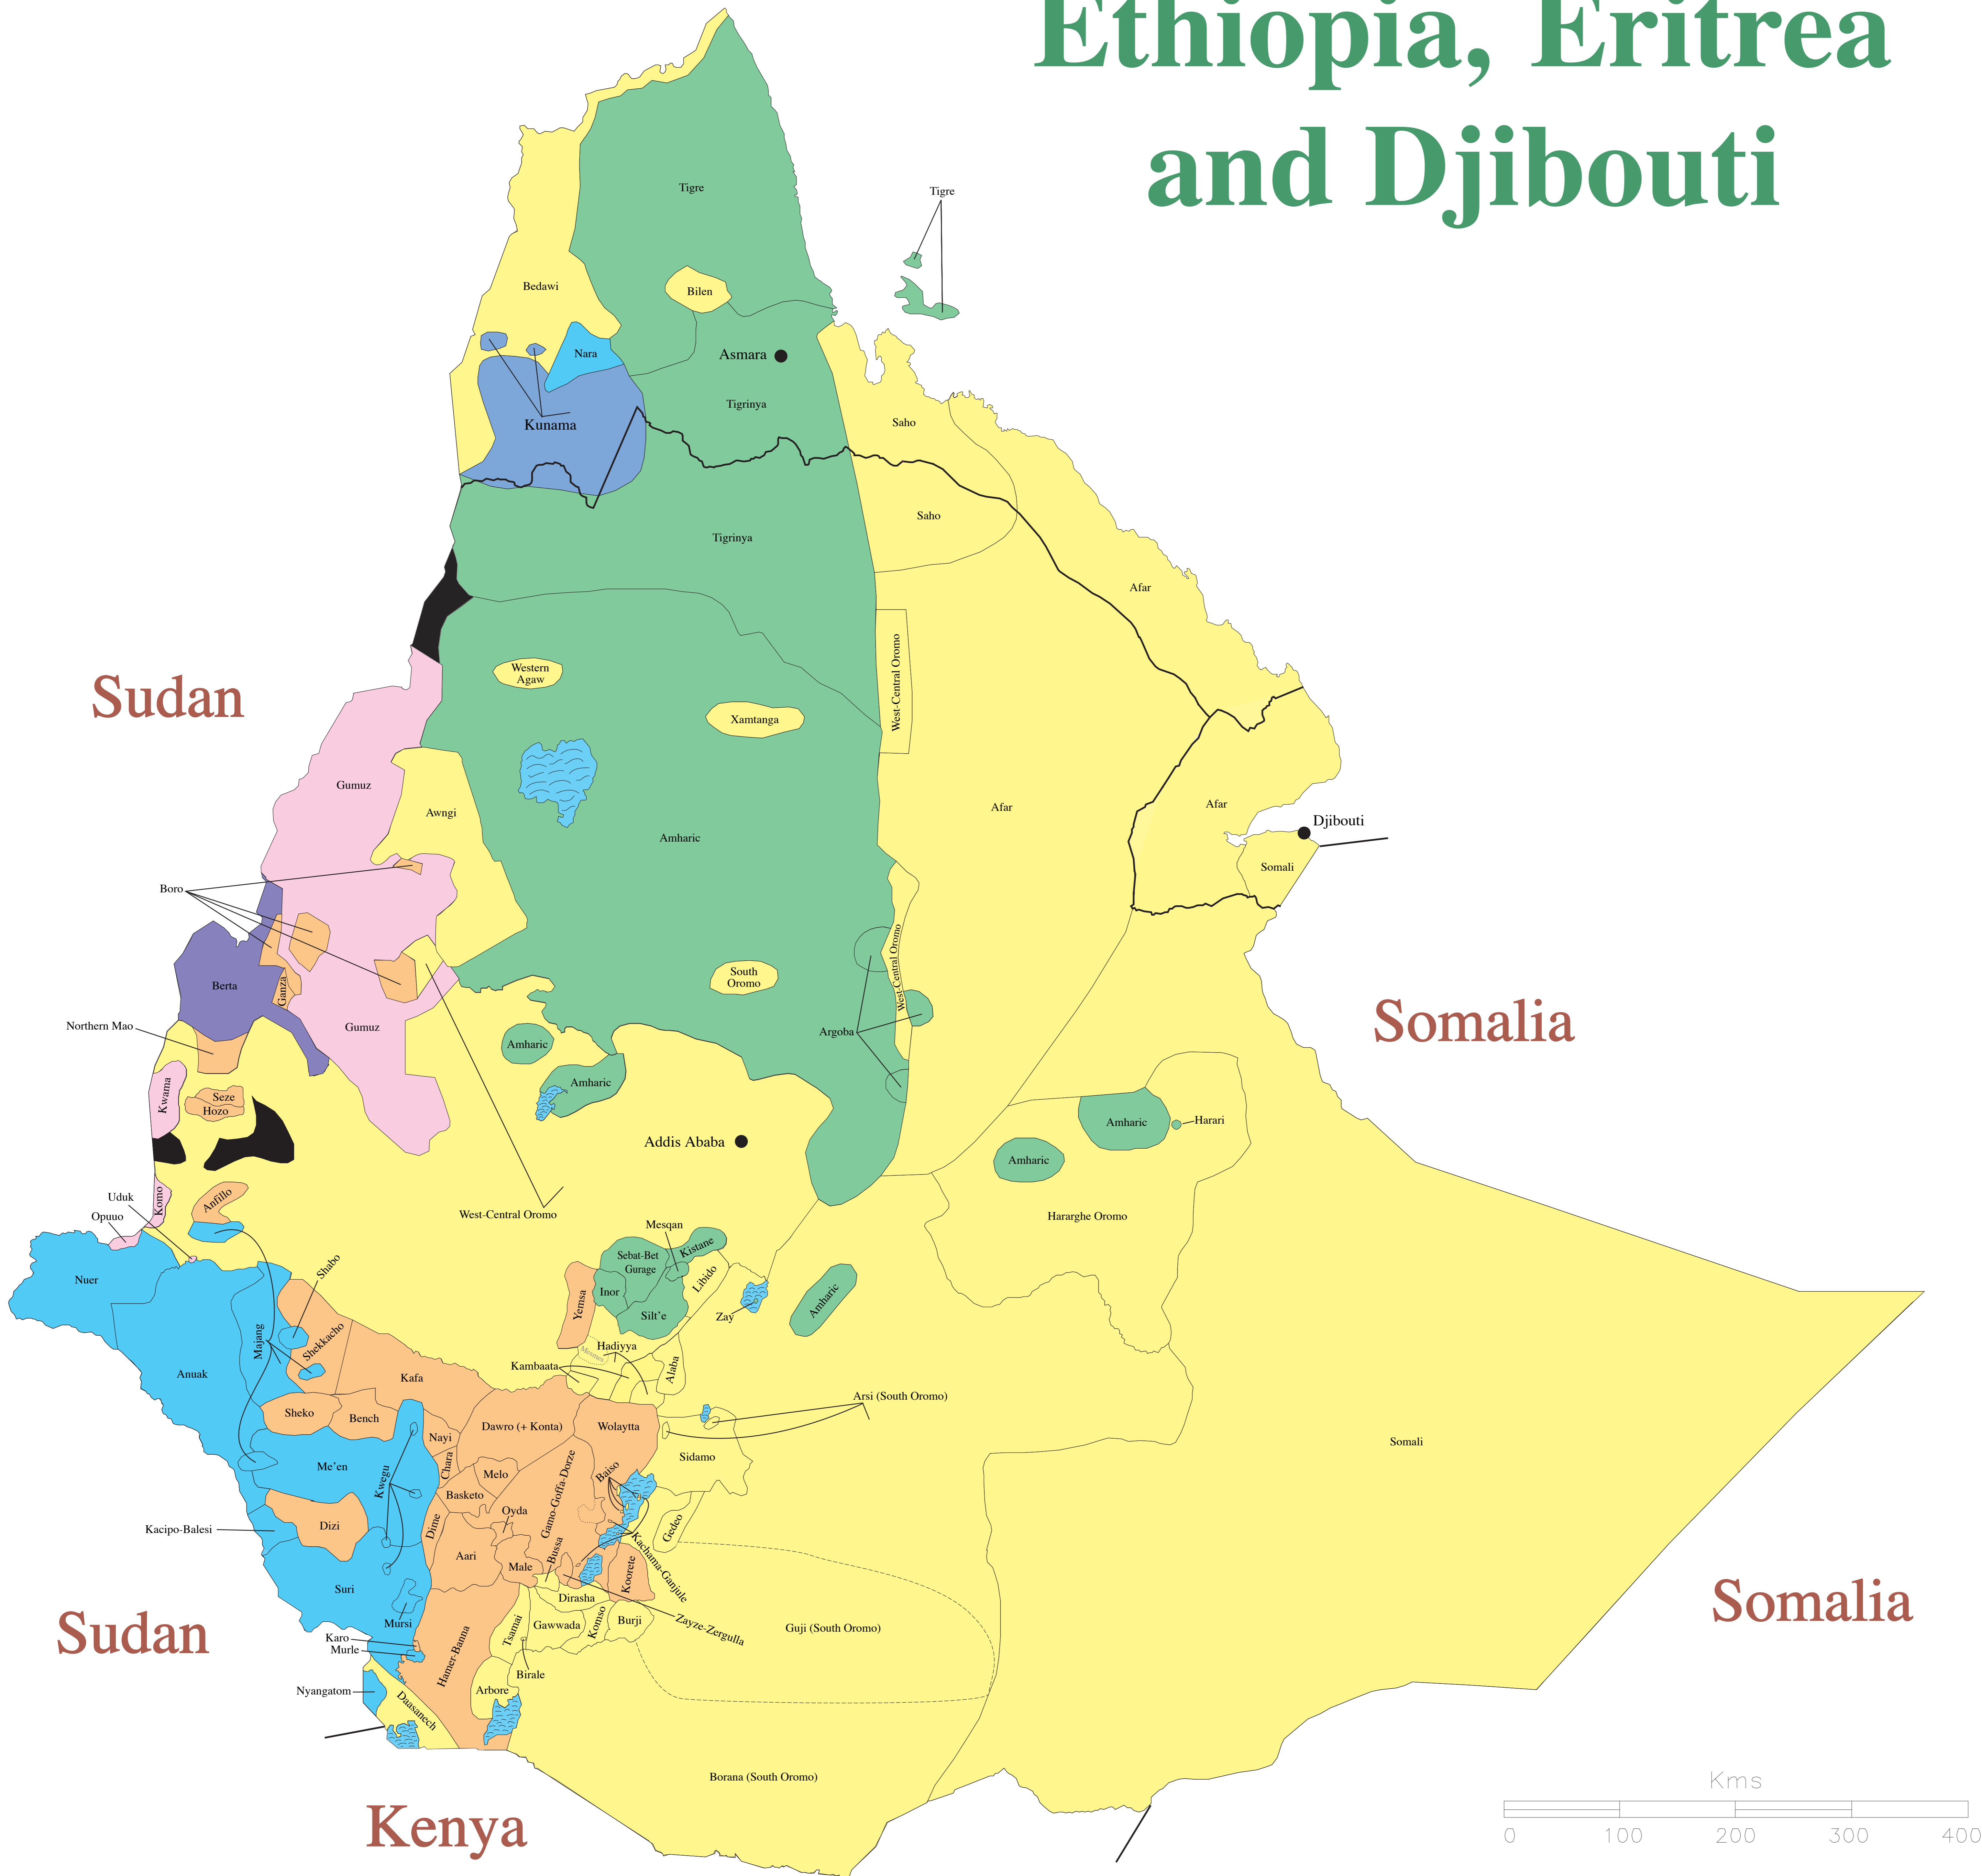 Ethiopia, Eritrea
and Djibouti
Tigre
Tigre
Bedawi
Bilen
Nara
Asmara
Tigrinya
Kunama
Saho
Saho
Tigrinya
Afar
Sudan
Western
Agaw
West-Central Oromo
Xamtanga
Gumuz
Awngi
Afar
Afar
Djibouti
Amharic
Somali
Boro
West-Central Oromo
South
Oromo
Berta
Ganza
Somalia
Northern Mao
Gumuz
Argoba
Amharic
Amharic
Kwama
Seze
Hozo
Addis Ababa
Amharic
Harari
Amharic
Uduk
Komo
Anfillo
Opuuo
West-Central Oromo
Hararghe Oromo
Mesqan
Kistane
Sebat-Bet
Gurage
Nuer
Shabo
Libido
Inor
Yemsa
Silt'e
Zay
Amharic
Majang
Shekkacho
Hadiyya
Mesmes
Kambaata
Alaba
Anuak
Kafa
Arsi (South Oromo)
Sheko
Bench
Dawro (+ Konta)
Wolaytta
Nayi
Somali
Sidamo
Me'en
Chara
Melo
Kwegu
Baiso
Basketo
Gamo-Goffa-Dorze
Oyda
Kacipo-Balesi
Dizi
Dime
Gedeo
Aari
Bussa
Male
Kachama-Ganjule
Koorete
Suri
Dirasha
Somalia
Mursi
Tsamai
Gawwada
Komso
Burji
Zayze-Zergulla
Guji (South Oromo)
Sudan
Karo
Murle
Hamer-Banna
Birale
Nyangatom
Arbore
Daasanech
Borana (South Oromo)
Kms
Kenya
0 100 200 300 400